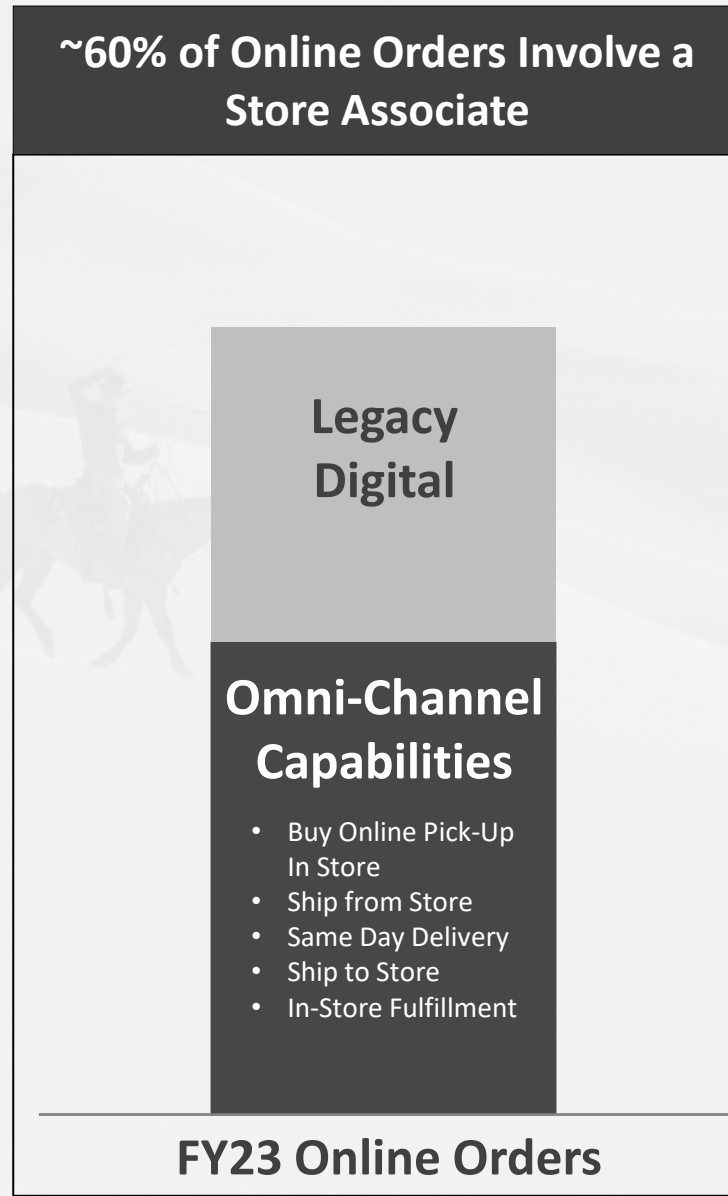 ~60% of Online Orders Involve a
Store Associate
Legacy
Digital
Omni-Channel
Capabilities
• Buy Online Pick-Up
In Store
• Ship from Store
• Same Day Delivery
• Ship to Store
• In-Store Fulfillment
FY23 Online Orders